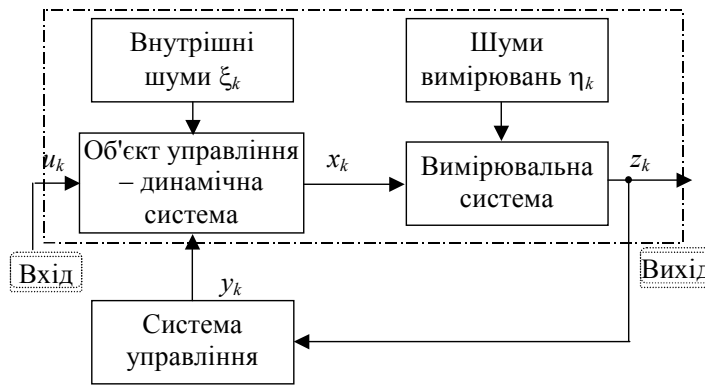 Внутрішні
шуми ξk
Шуми
вимірювань ηk
uk
Об'єкт управління
– динамічна
система
xk
Вимірювальна
система
zk
Вхід
yk
Вихід
Система
управління